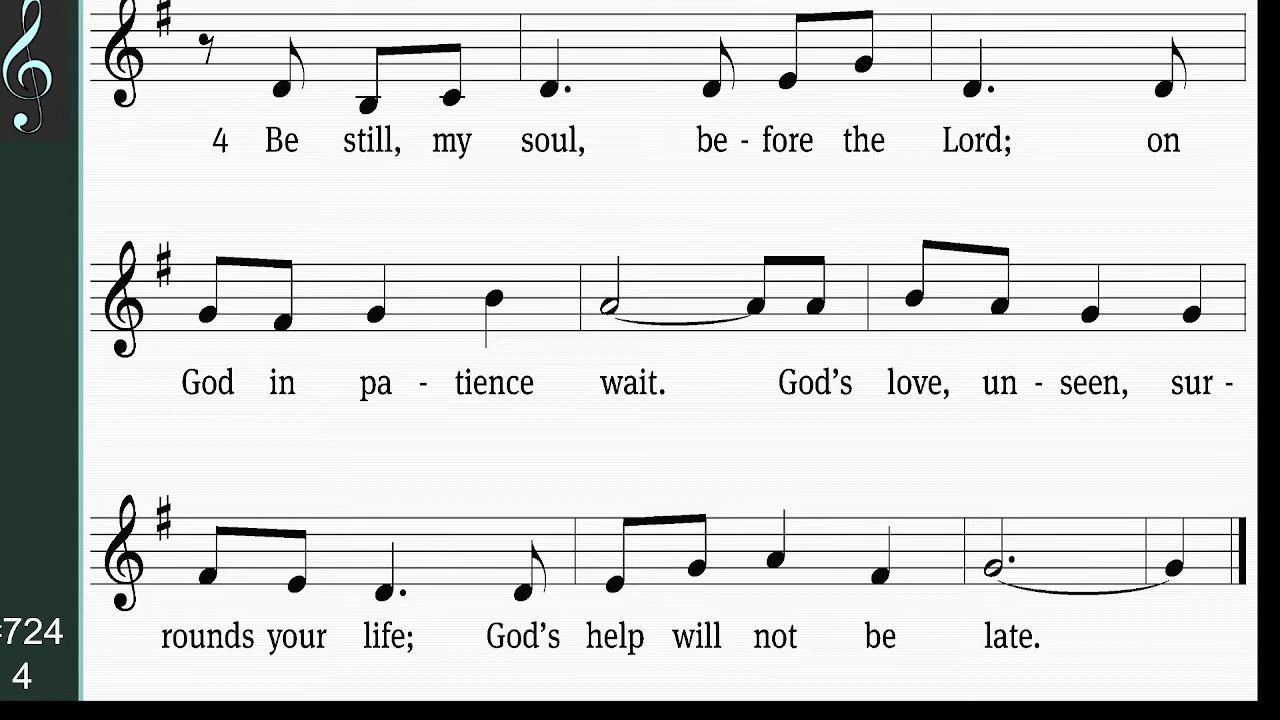 4 Be still, my soul, be - fore the Lord; on
God in pa - tience wait. God’s love, un - seen, sur -
rounds your life; God’s help will not be late.
#724
4